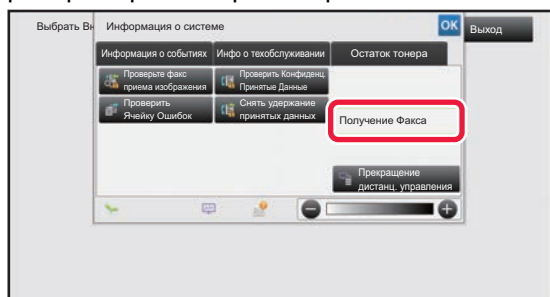 Выбрать Вн
Информация о системе
OK
Выход
Информация о событиях
Инфо о техобслуживании
Остаток тонера
Проверьте факс
приема изображения
Проверить Конфиденц.
Принятые Данные
Проверить
Ячейку Ошибок
Снять удержание
принятых данных
Получение Факса
Прекращение
дистанц. управления